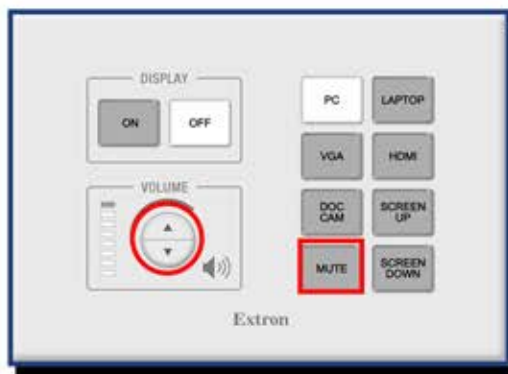 DISPLAY
ON OFF
VOLUME
PC LAPTOP
VGA HDMI
DOC CAM
SCREEN UP
MUTE
SCREEN DOWN
Extron